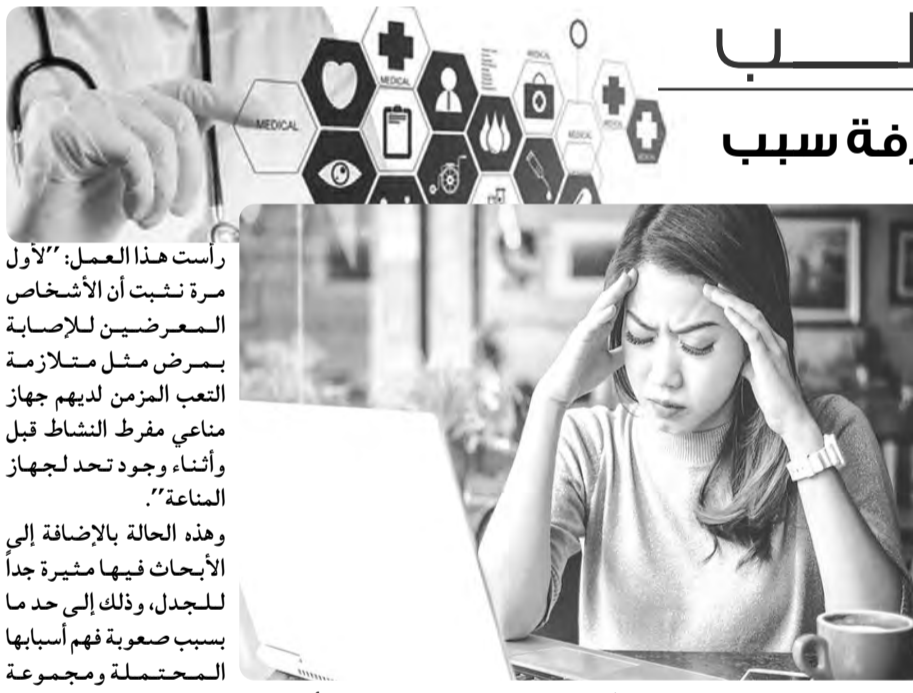 MEDICAL
MEDICAL
MEDICAL
MEDICAL
MEDICAL
سبب
رأست هذا العمل: ’’لأول
مرة نثبت أن الأشخاص
المعرضين للإصابة
بمرض مثل متلازمة
التعب المزمن لديهم جهاز
مناعي مفرط النشاط قبل
وأثناء وجود تحد لجهاز
المناعة’’.
وهذه الحالة بالإضافة إلى
الأبحاث فيها مثيرة جداً
للجدل، وذلك إلى حد ما
بسبب صعوبة فهم أسبابها
المحتملة ومجموعة